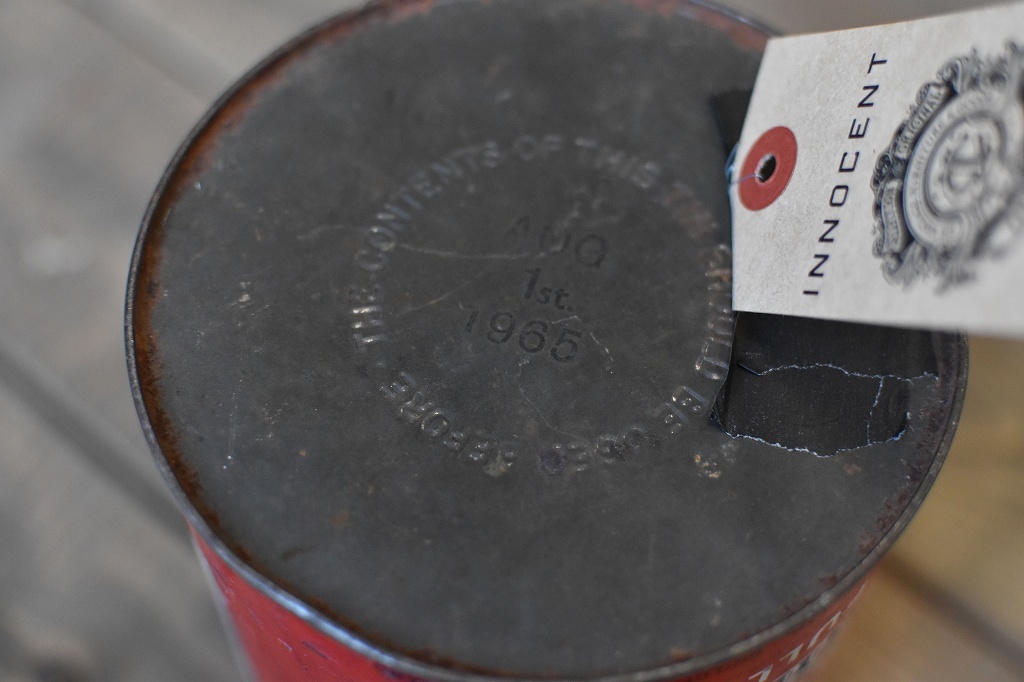 THE CONTENTS OF THIS TIN SHOULD BE USED BEFORE
AUG
1st.
1965
INNOCENT